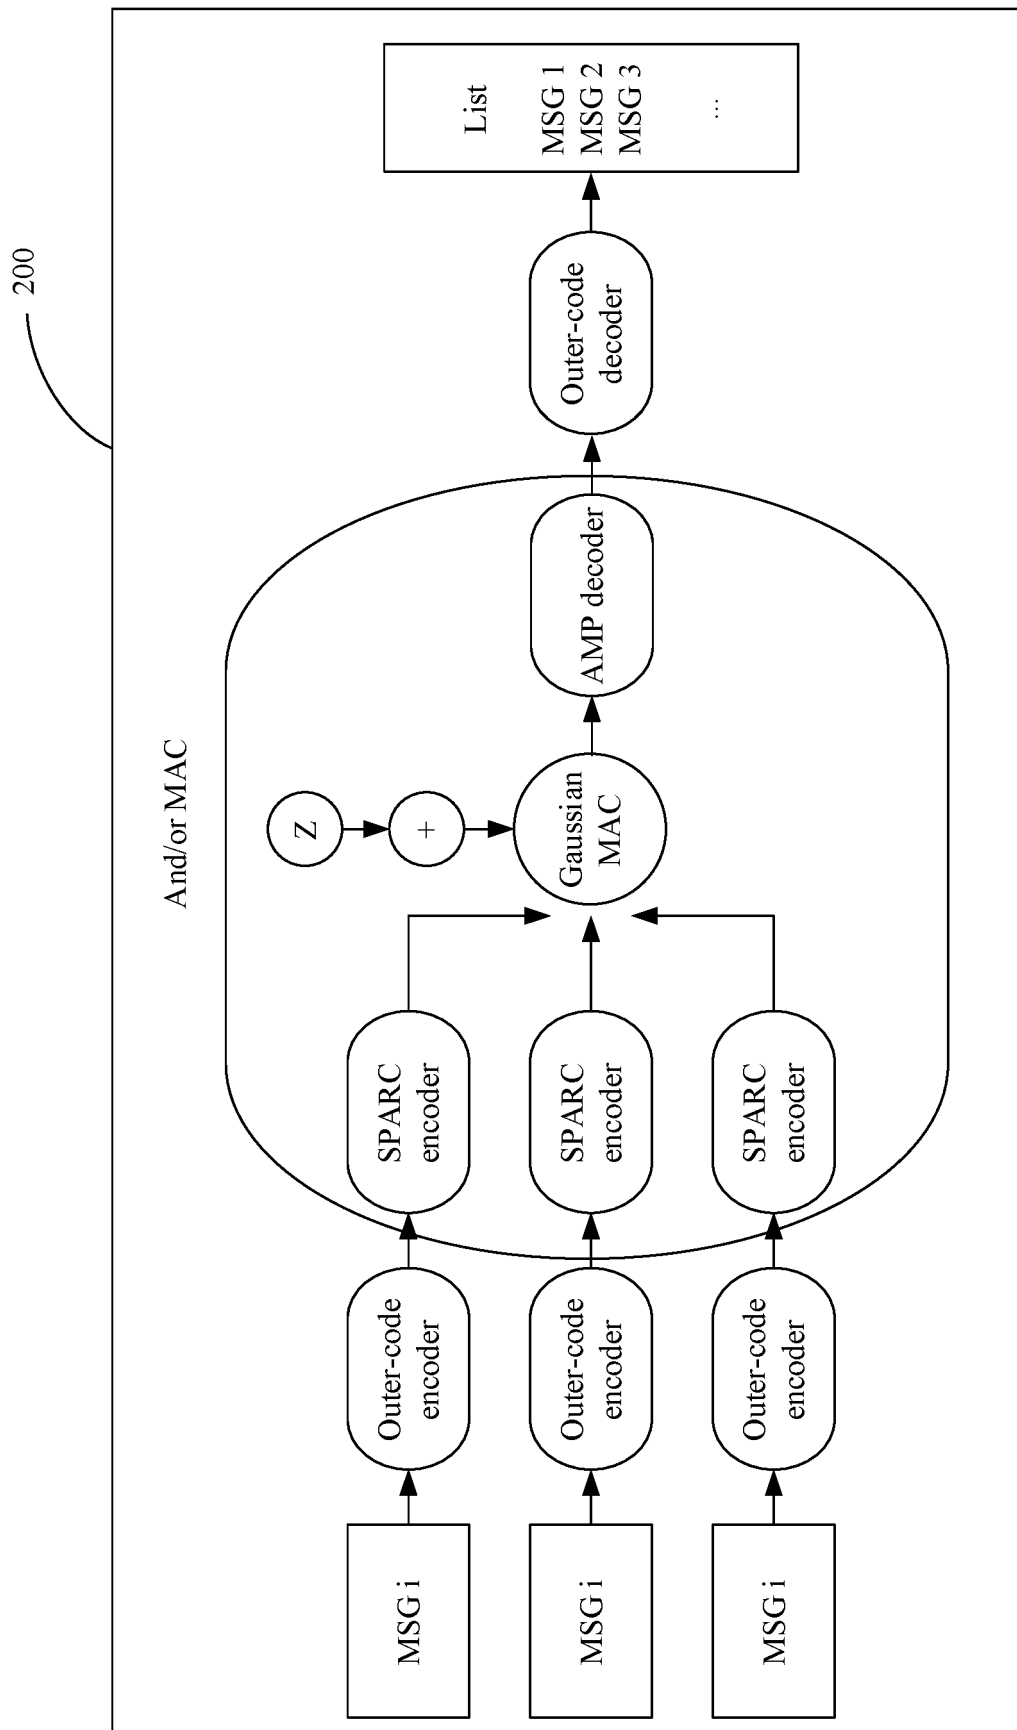 200
And/or MAC
MSG i
MSG i
MSG i
Outer-code
encoder
Outer-code
encoder
Outer-code
encoder
SPARC
encoder
SPARC
encoder
SPARC
encoder
Z
+
Gaussian
MAC
AMP decoder
Outer-code
decoder
List
MSG 1
MSG 2
MSG 3
...